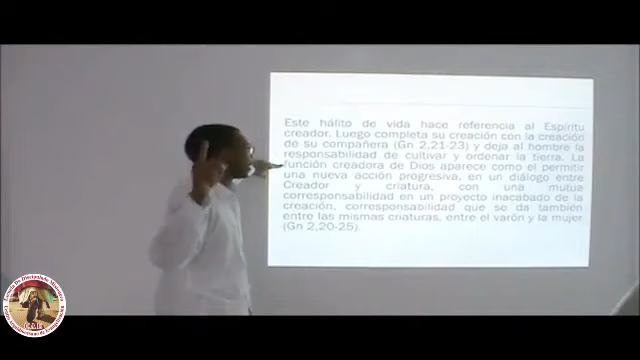 Este hálito de vida hace referencia al Espíritu
creador. Luego completa su creación con la creación
de su compañera (Gn 2,21-23) y deja al hombre la
responsabilidad de cultivar y ordenar la tierra. La
función creadora de Dios aparece como el permitir
una nueva acción progresiva, en un diálogo entre
Creador y criatura, con una mutua
corresponsabilidad en un proyecto inacabado de la
creación, corresponsabilidad que se da también
entre las mismas criaturas, entre el varón y la mujer
(Gn 2,20-25).